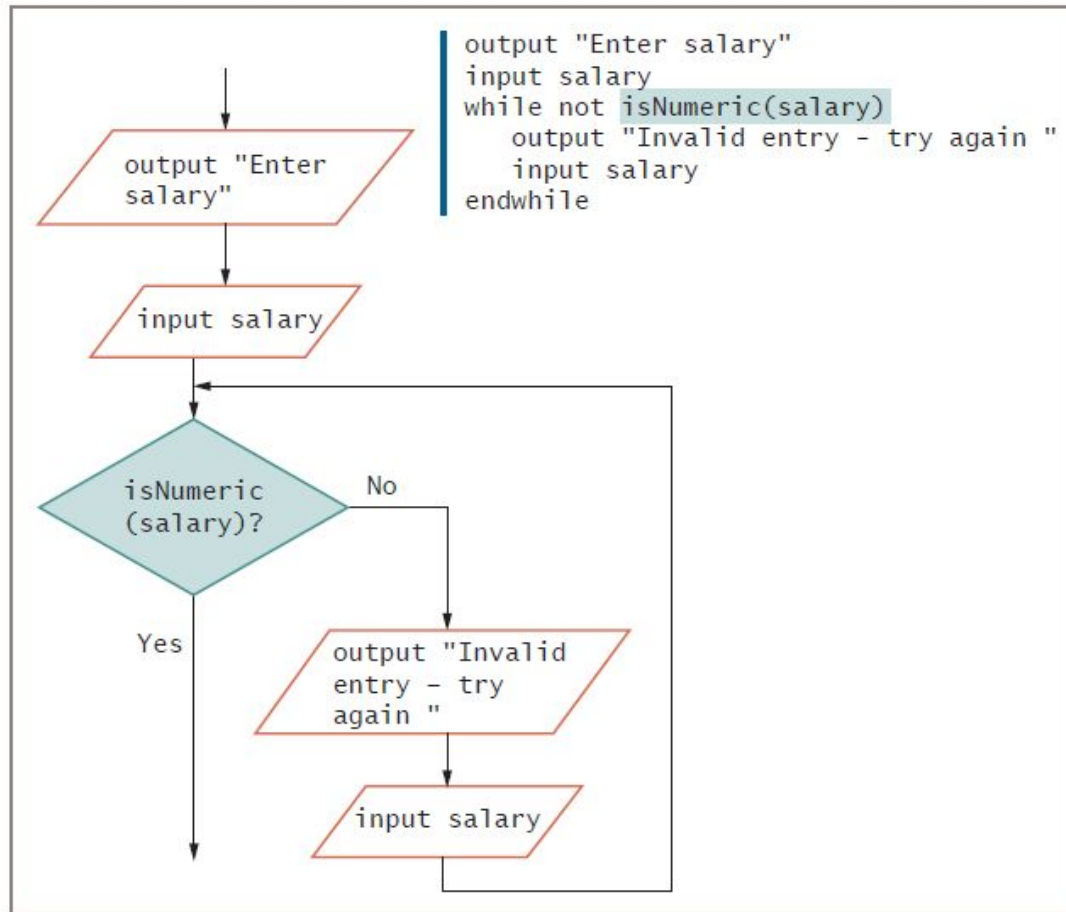 output "Enter salary"
input salary
while not isNumeric(salary)
   output "Invalid entry – try again "
   input salary
endwhile
output "Enter
salary"
input salary
isNumeric
(salary)?
No
Yes
output "Invalid
entry – try
again "
input salary